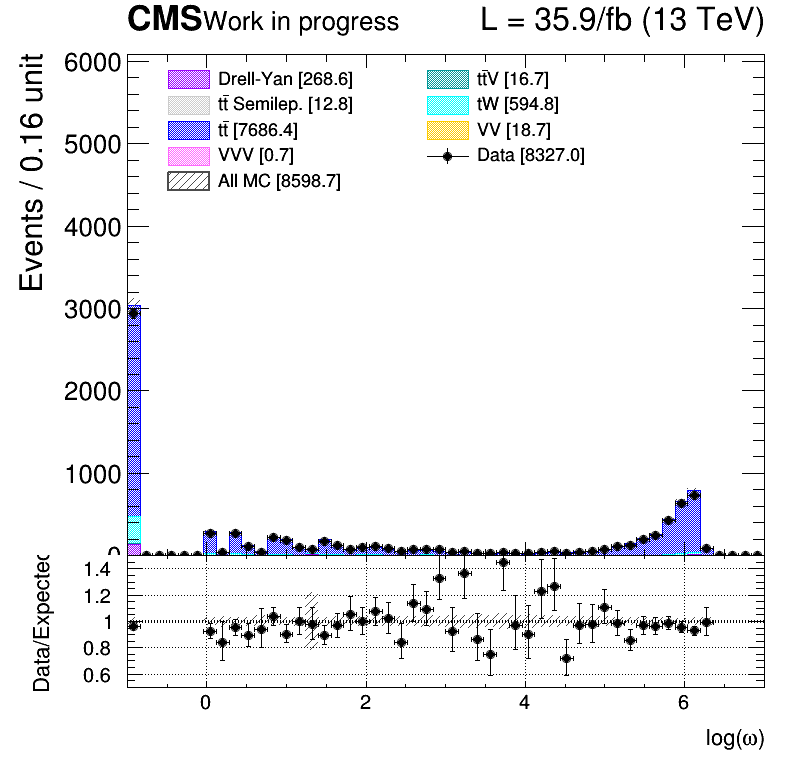 CMS Work in progress L = 35.9/fb (13 TeV)
Events / 0.16 unit
6000
5000
4000
3000
2000
1000
0
Drell-Yan [268.6]
tt̄ Semilep. [12.8]
tt̄ [7686.4]
VVV [0.7]
All MC [8598.7]
tt̄V [16.7]
tW [594.8]
VV [18.7]
Data [8327.0]
Data/Expected
1.4
1.2
1
0.8
0.6
0 2 4 6
log(ω)